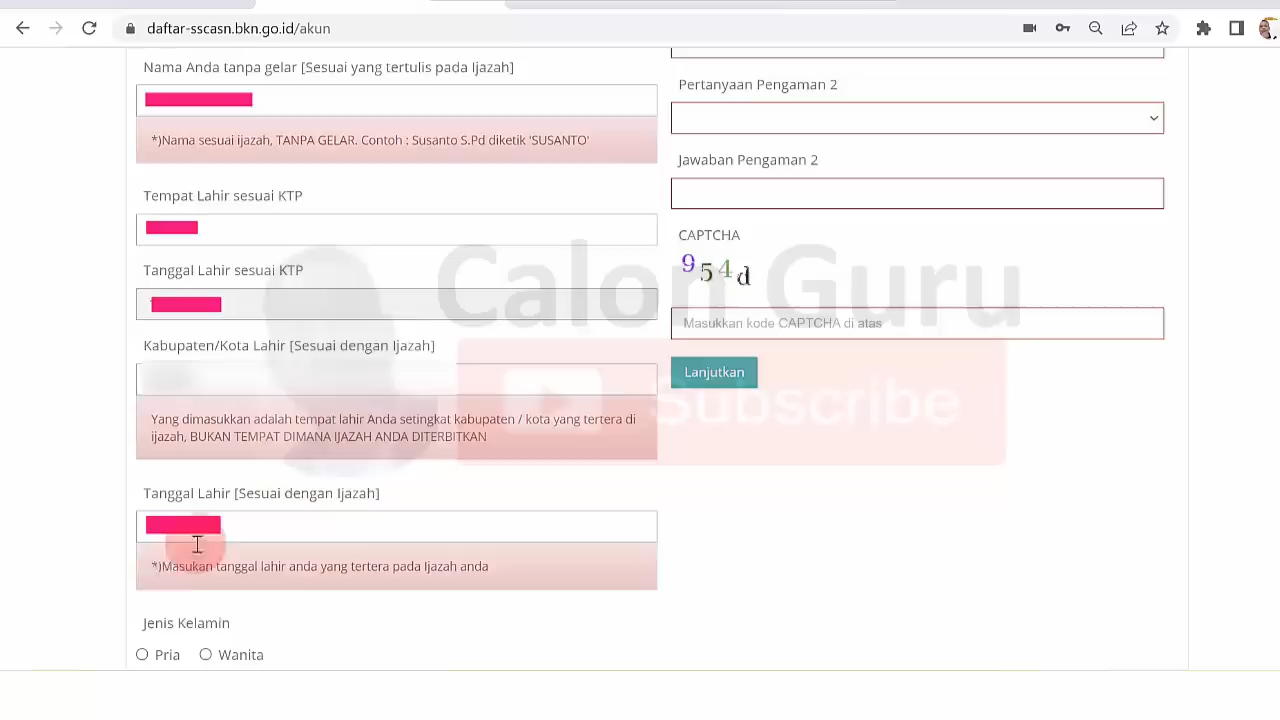 daftar-sscasn.bkn.go.id/akun
Nama Anda tanpa gelar [Sesuai yang tertulis pada Ijazah]
*)Nama sesuai ijazah, TANPA GELAR. Contoh : Susanto S.Pd diketik 'SUSANTO'
Tempat Lahir sesuai KTP
Tanggal Lahir sesuai KTP
Kabupaten/Kota Lahir [Sesuai dengan Ijazah]
Yang dimasukkan adalah tempat lahir Anda setingkat kabupaten / kota yang tertera di
ijazah, BUKAN TEMPAT DIMANA IJAZAH ANDA DITERBITKAN
Tanggal Lahir [Sesuai dengan Ijazah]
*)Masukan tanggal lahir anda yang tertera pada Ijazah anda
Jenis Kelamin
Pria Wanita
Pertanyaan Pengaman 2
Jawaban Pengaman 2
CAPTCHA
954d
Masukkan kode CAPTCHA di atas
Lanjutkan
Calon Guru
Subscribe